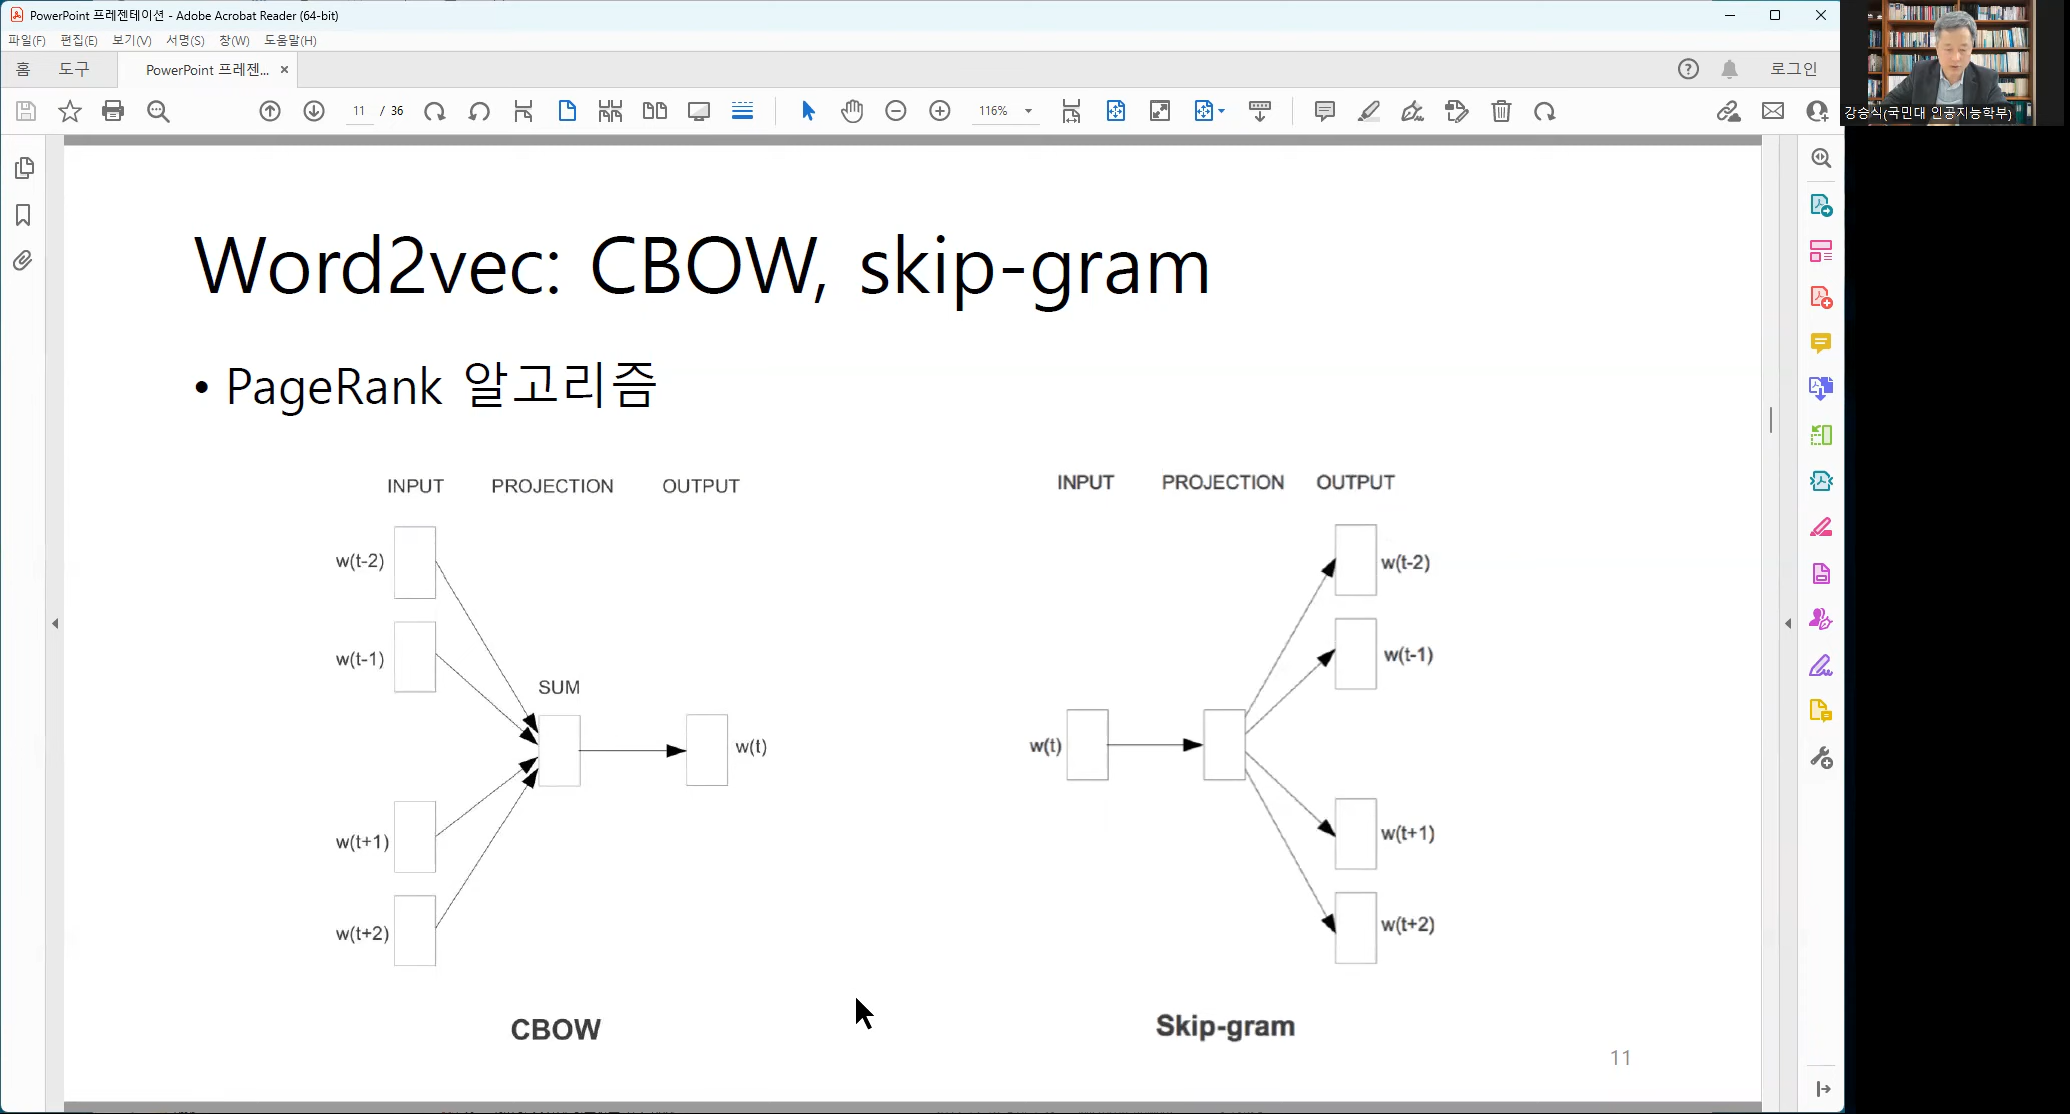 PowerPoint 프레젠테이션 - Adobe Acrobat Reader (64-bit)
파일(F) 편집(E) 보기(V) 서명(S) 창(W) 도움말(H)
홈 도구 PowerPoint 프레젠... × 로그인
11 / 36 116%
강승식(국민대 인공지능학부)
Word2vec: CBOW, skip-gram
• PageRank 알고리즘
INPUT PROJECTION OUTPUT
w(t-2)
w(t-1)
SUM
w(t)
w(t+1)
w(t+2)
CBOW
INPUT PROJECTION OUTPUT
w(t-2)
w(t-1)
w(t)
w(t+1)
w(t+2)
Skip-gram
11